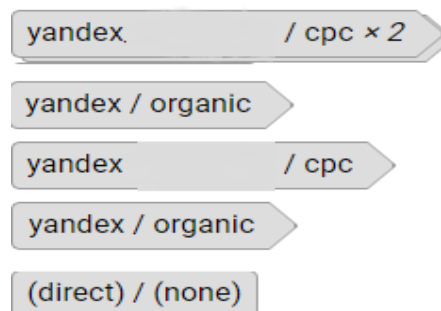 yandex / cpc × 2
yandex / organic
yandex / cpc
yandex / organic
(direct) / (none)